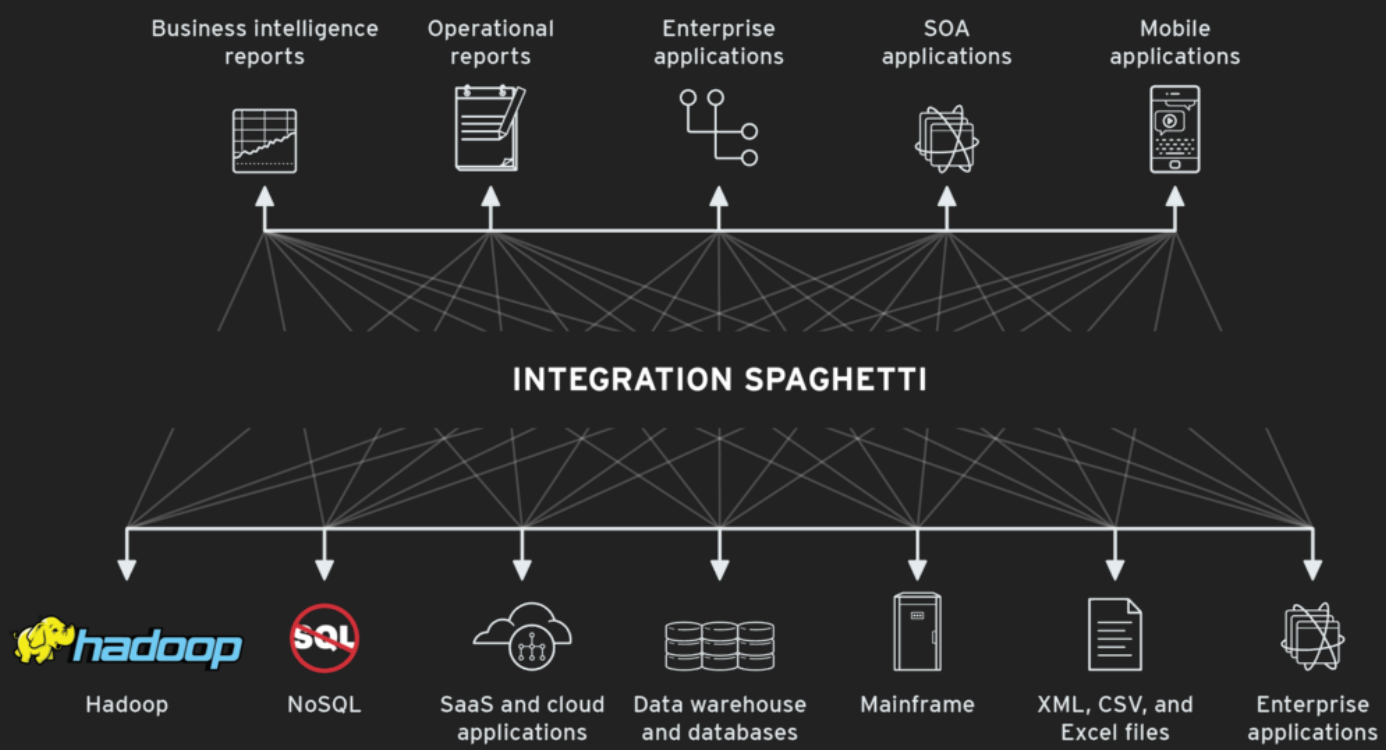 Business intelligence
reports
Operational
reports
Enterprise
applications
SOA
applications
Mobile
applications
INTEGRATION SPAGHETTI
hadoop
SQL
Hadoop
NoSQL
SaaS and cloud
applications
Data warehouse
and databases
Mainframe
XML, CSV, and
Excel files
Enterprise
applications